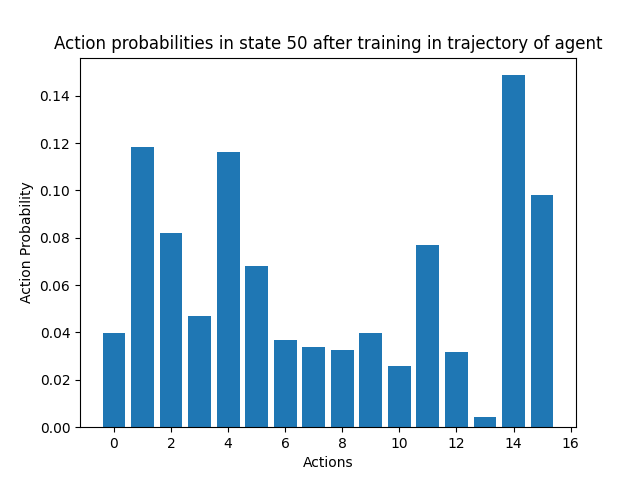 Action probabilities in state 50 after training in trajectory of agent
0.14
0.12
0.10
0.08
0.06
0.04
0.02
0.00
Action Probability
0 2 4 6 8 10 12 14 16
Actions